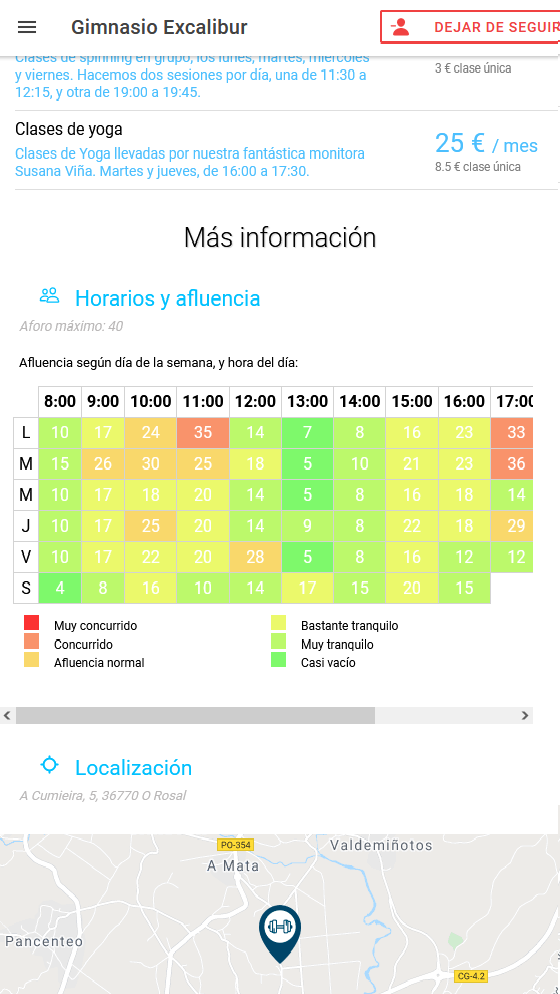 Gimnasio Excalibur
DEJAR DE SEGUIR
Clases de spinning en grupo, los lunes, martes, miércoles
y viernes. Hacemos dos sesiones por día, una de 11:30 a
12:15, y otra de 19:00 a 19:45.
3 € clase única
Clases de yoga
Clases de Yoga llevadas por nuestra fantástica monitora
Susana Viña. Martes y jueves, de 16:00 a 17:30.
25 € / mes
8.5 € clase única
Más información
Horarios y afluencia
Aforo máximo: 40
Afluencia según día de la semana, y hora del día:
8:00 9:00 10:00 11:00 12:00 13:00 14:00 15:00 16:00 17:00
L 10 17 24 35 14 7 8 16 23 33
M 15 26 30 25 18 5 10 21 23 36
M 10 17 18 20 14 5 8 16 18 14
J 10 17 25 20 14 9 8 22 18 29
V 10 17 22 20 28 5 8 16 12 12
S 4 8 16 10 14 17 15 20 15
Muy concurrido
Concurrido
Afluencia normal
Bastante tranquilo
Muy tranquilo
Casi vacío
Localización
A Cumieira, 5, 36770 O Rosal
PO-354
Valdemiñotos
A Mata
Pancenteo
CG-4.2